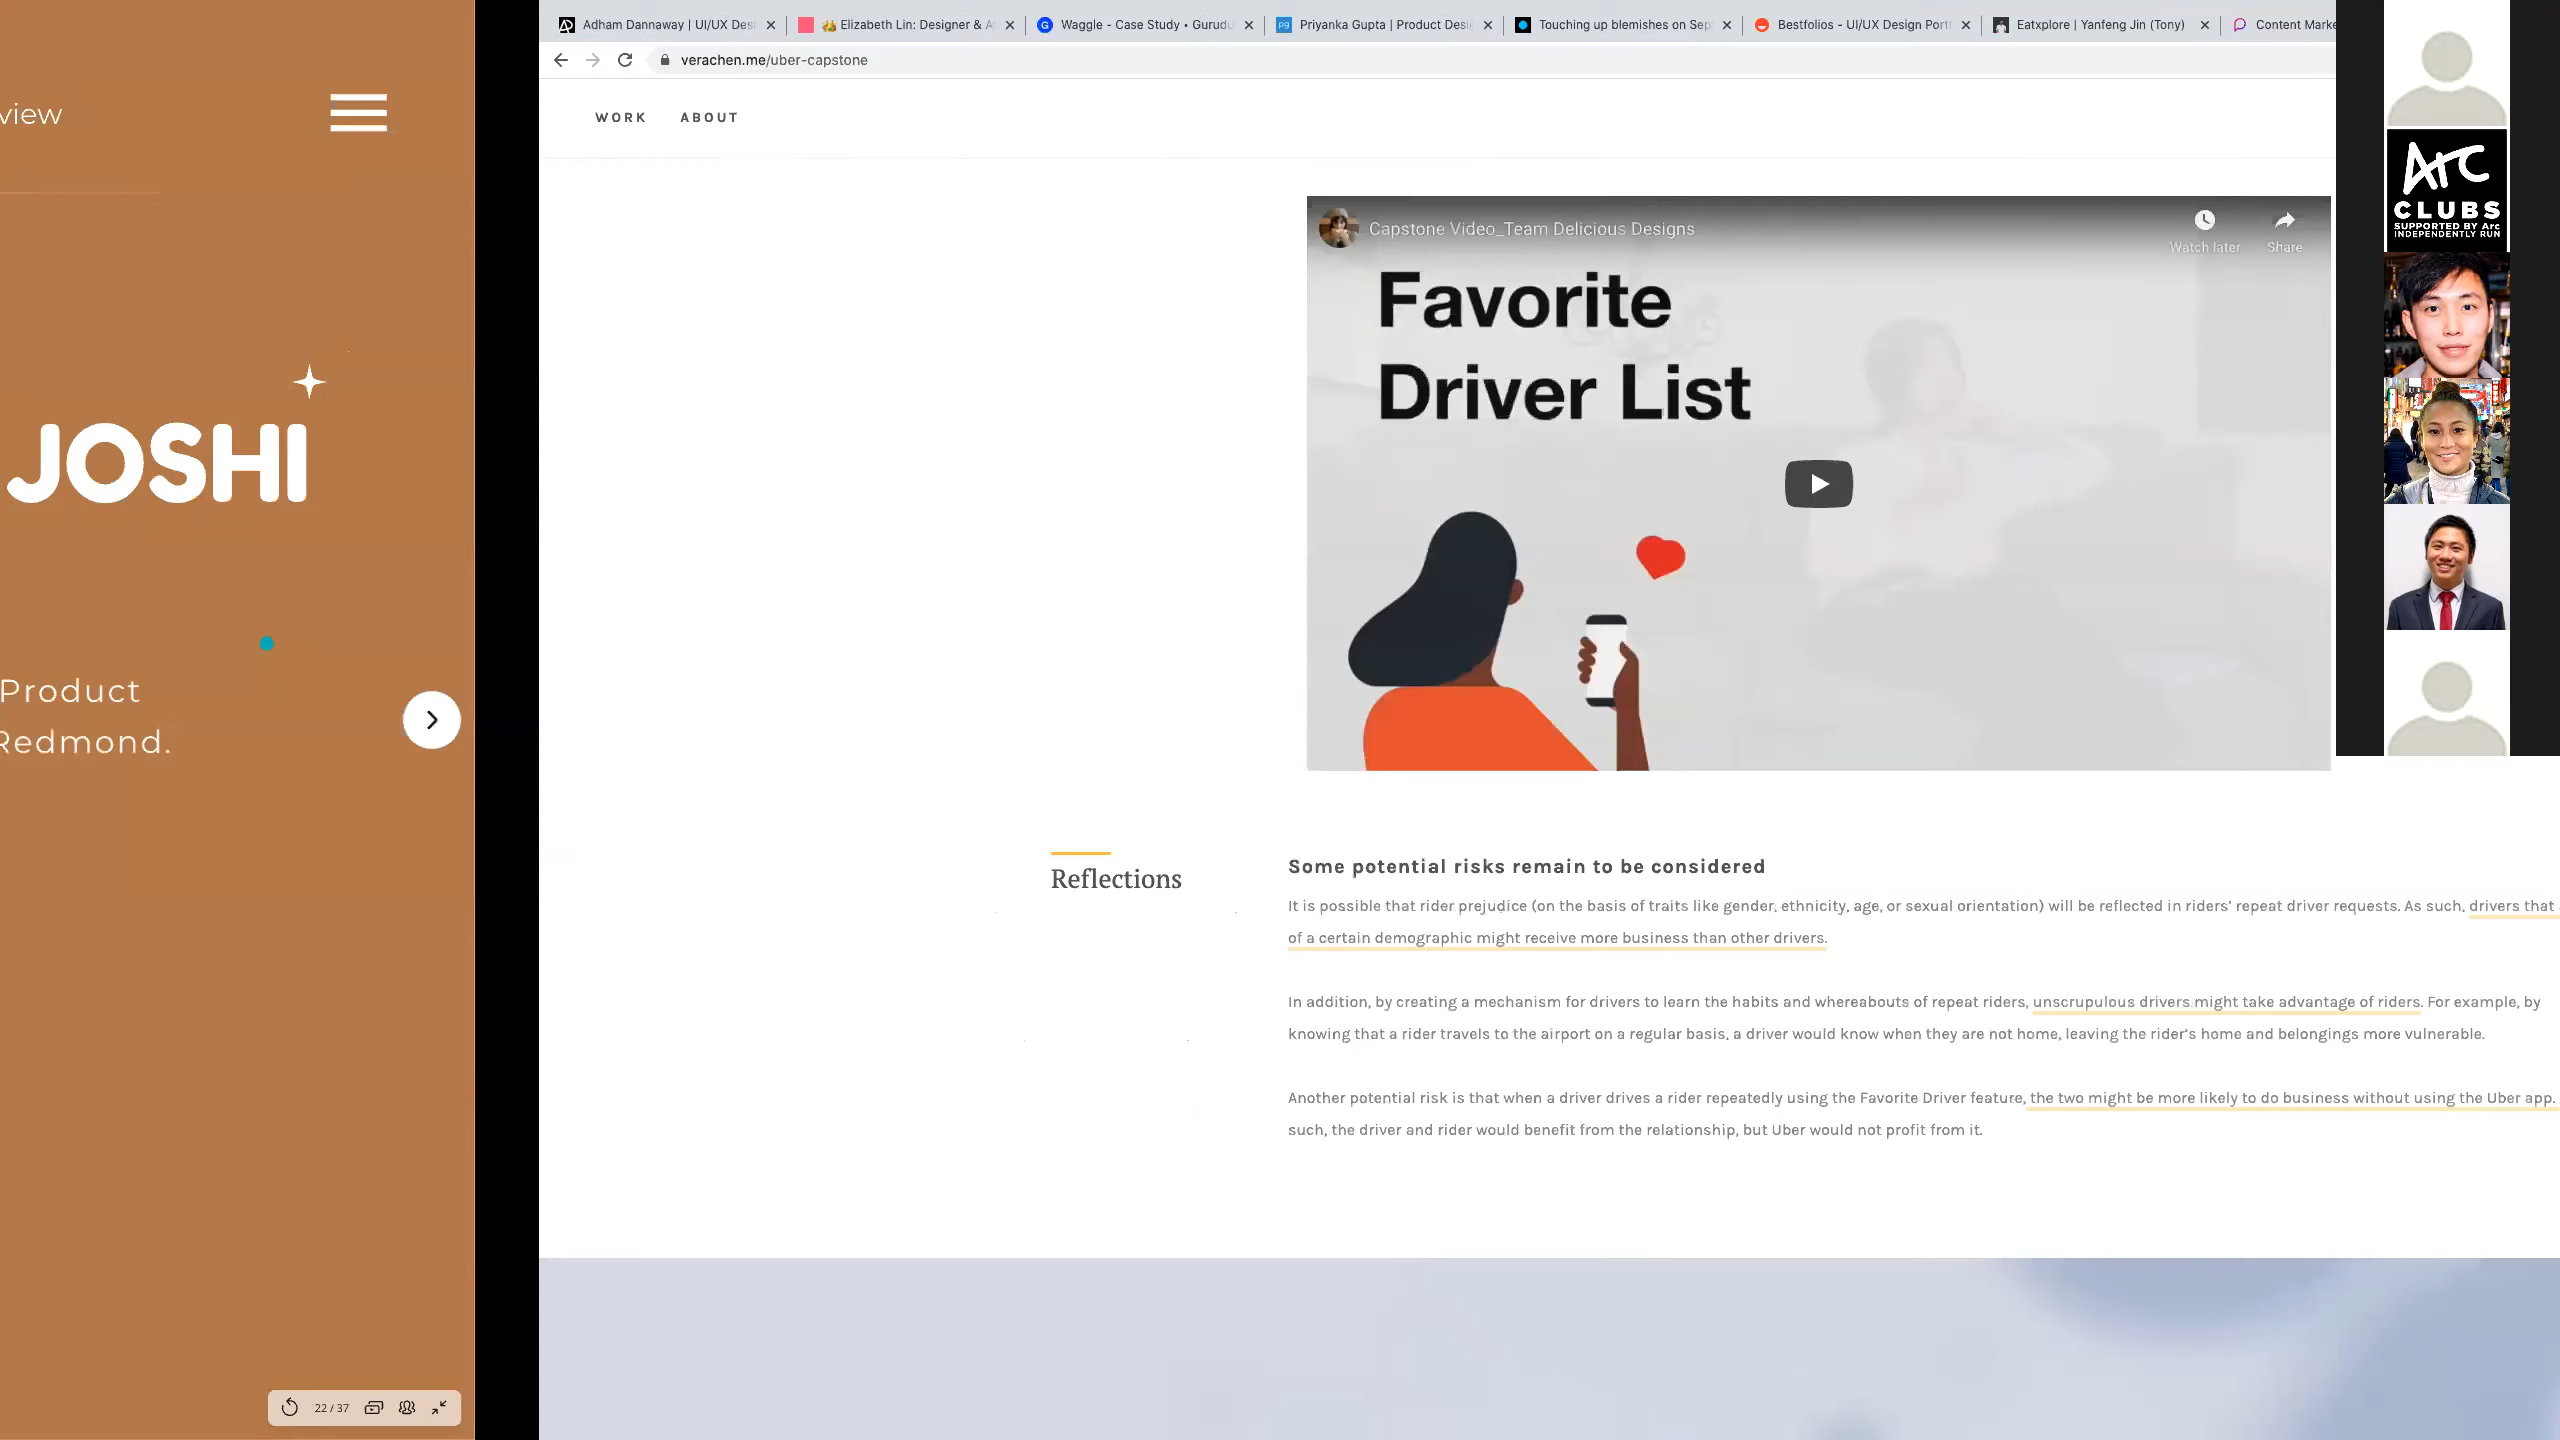 view
JOSHI
Product
Redmond.
22 / 37
Adham Dannaway | UI/UX Des
Elizabeth Lin: Designer & A
Waggle - Case Study • Gurudu
Priyanka Gupta | Product Desi
Touching up blemishes on Sep
Bestfolios - UI/UX Design Port
Eatxplore | Yanfeng Jin (Tony)
Content Marke
verachen.me/uber-capstone
WORK ABOUT
Capstone Video_Team Delicious Designs
Watch later
Share
Favorite
Driver List
Reflections
Some potential risks remain to be considered
It is possible that rider prejudice (on the basis of traits like gender, ethnicity, age, or sexual orientation) will be reflected in riders' repeat driver requests. As such, drivers that
of a certain demographic might receive more business than other drivers.
In addition, by creating a mechanism for drivers to learn the habits and whereabouts of repeat riders, unscrupulous drivers might take advantage of riders. For example, by
knowing that a rider travels to the airport on a regular basis, a driver would know when they are not home, leaving the rider's home and belongings more vulnerable.
Another potential risk is that when a driver drives a rider repeatedly using the Favorite Driver feature, the two might be more likely to do business without using the Uber app.
such, the driver and rider would benefit from the relationship, but Uber would not profit from it.
Arc
CLUBS
SUPPORTED BY Arc
INDEPENDENTLY RUN